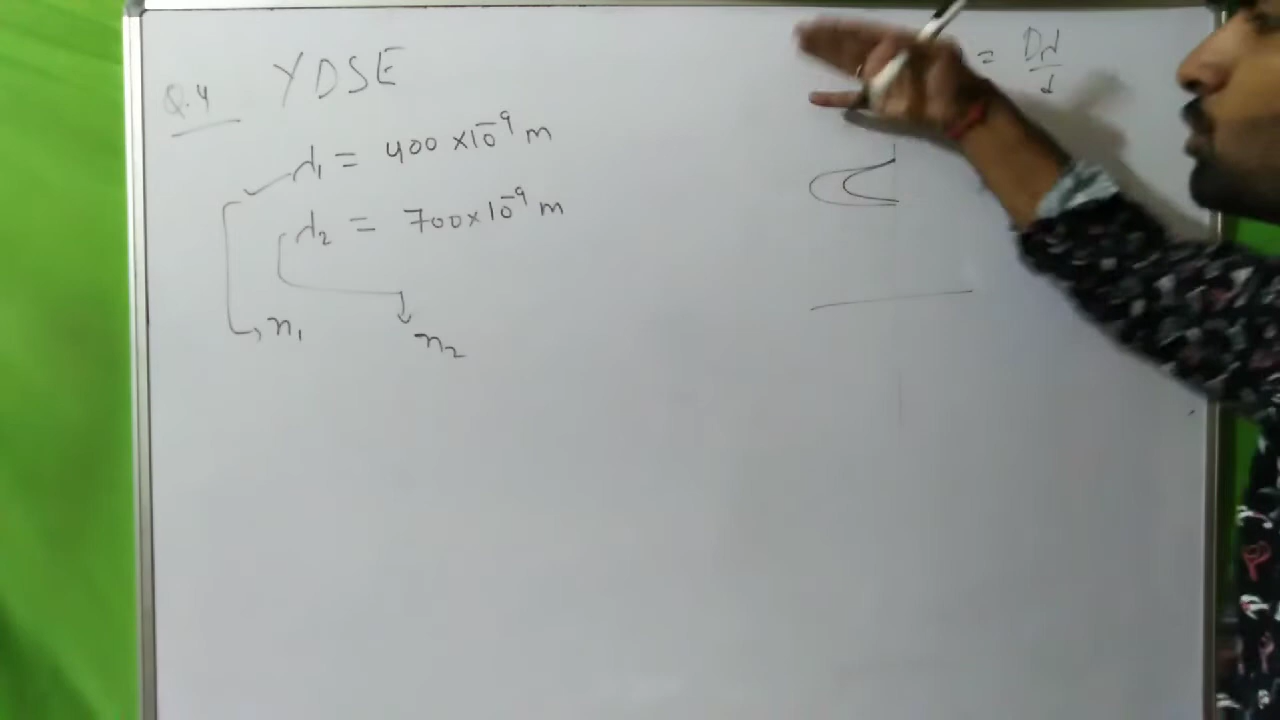 Q.4
YDSE
λ1 = 400 × 10^-9 m
λ2 = 700 × 10^-9 m
n1
n2
= Dλ/d